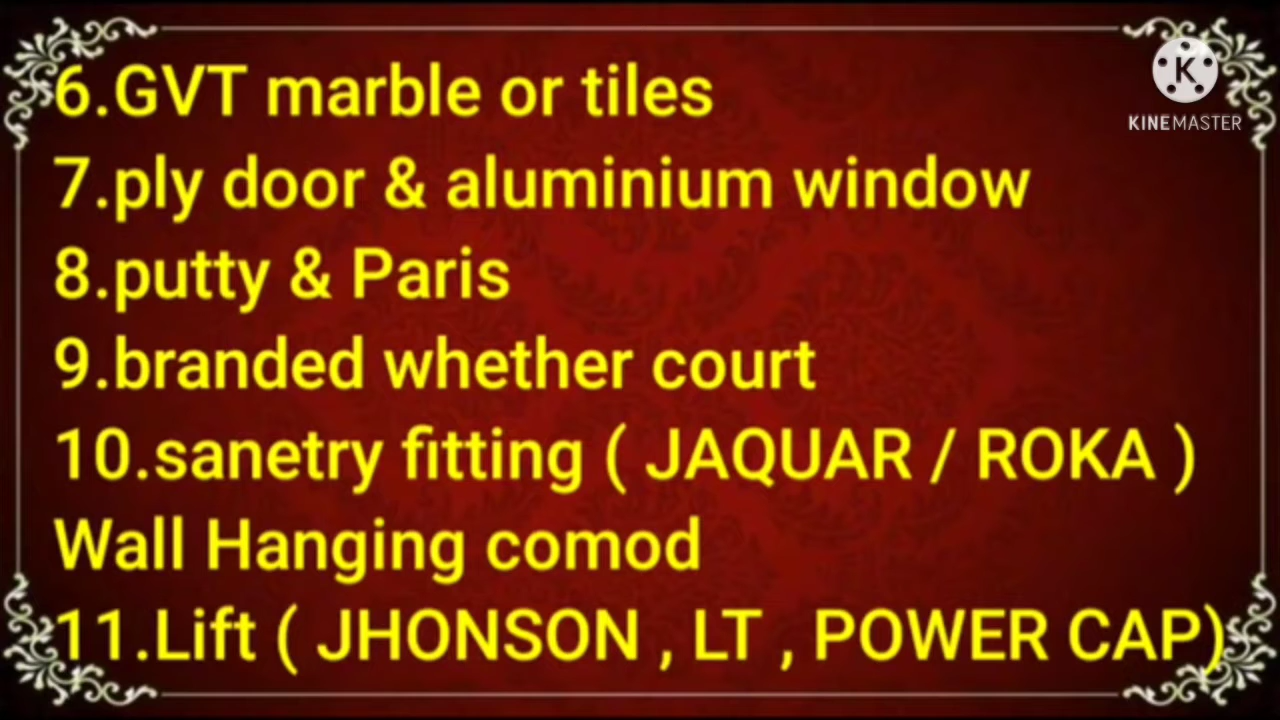 6.GVT marble or tiles
7.ply door & aluminium window
8.putty & Paris
9.branded whether court
10.sanetry fitting ( JAQUAR / ROKA )
Wall Hanging comod
11.Lift ( JHONSON , LT , POWER CAP)
K
KINEMASTER